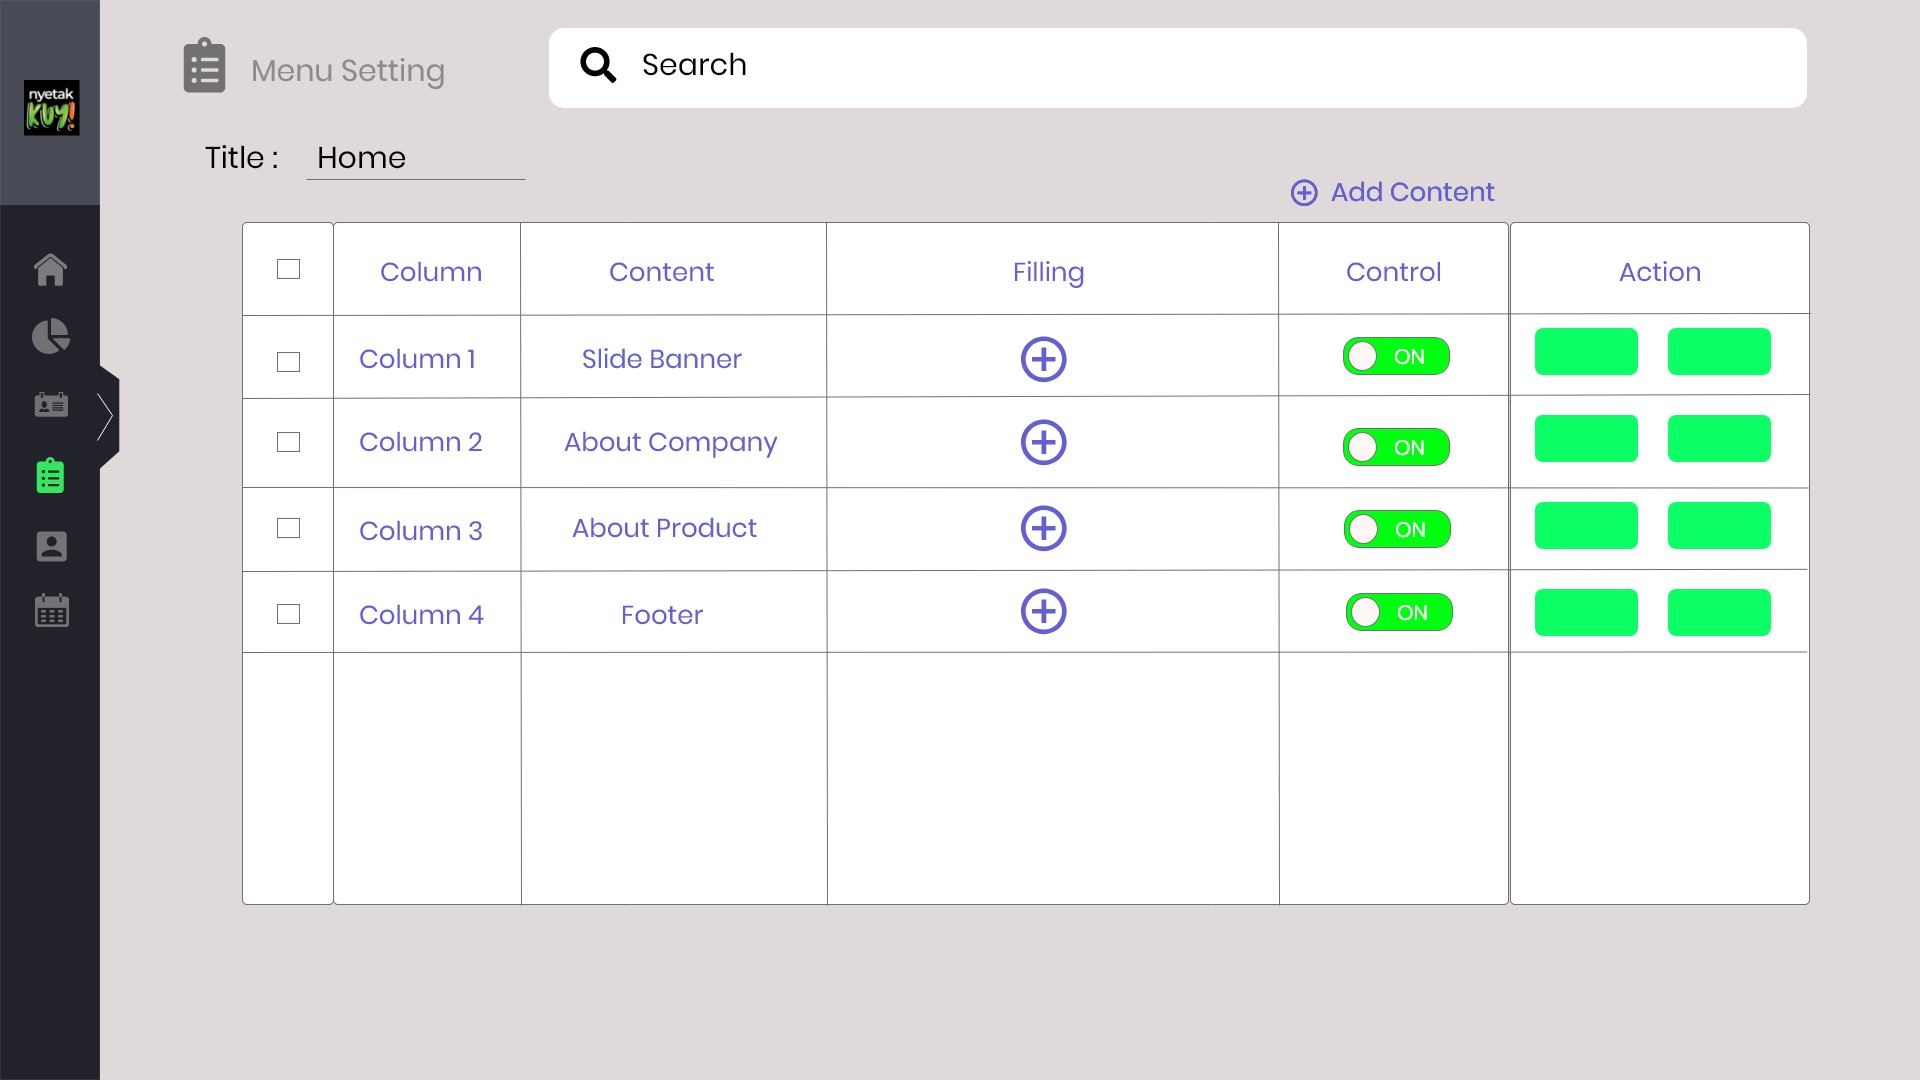 nyetak
KUY!
Menu Setting
Search
Title :
Home
Add Content
Column
Content
Filling
Control
Action
Column 1
Slide Banner
ON
Column 2
About Company
ON
Column 3
About Product
ON
Column 4
Footer
ON